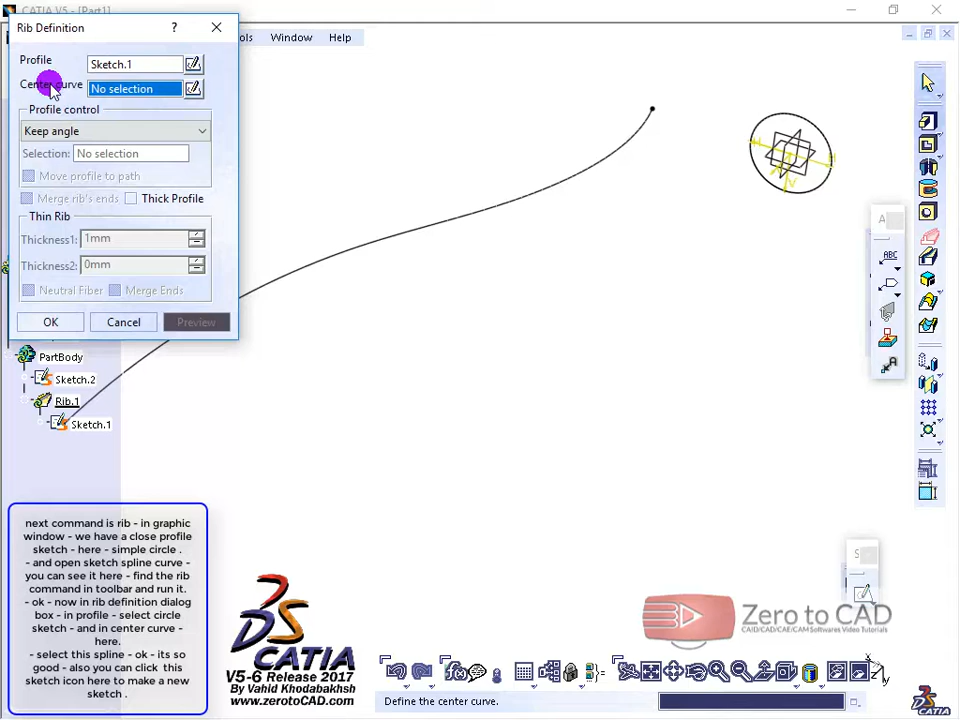 CATIA V5 - [Part1]
Rib Definition ?
ols Window Help
Profile Sketch.1
Center curve No selection
Profile control
Keep angle
Selection: No selection
Move profile to path
Merge rib's ends Thick Profile
Thin Rib
Thickness1: 1mm
Thickness2: 0mm
Neutral Fiber Merge Ends
OK Cancel Preview
PartBody
Sketch.2
Rib.1
Sketch.1
H
V
A
ABC
S
next command is rib - in graphic
window - we have a close profile
sketch - here - simple circle .
- and open sketch spline curve -
you can see it here - find the rib
command in toolbar and run it.
- ok - now in rib definition dialog
box - in profile - select circle
sketch - and in center curve -
here.
- select this spline - ok - its so
good - also you can click this
sketch icon here to make a new
sketch .
CATIA
V5-6 Release 2017
By Vahid Khodabakhsh
www.zerotocad.com
Zero to CAD
CAID/CAD/CAE/CAM Softwares Video Tutorials
Define the center curve.
f(x)
x
z
y
DS
CATIA